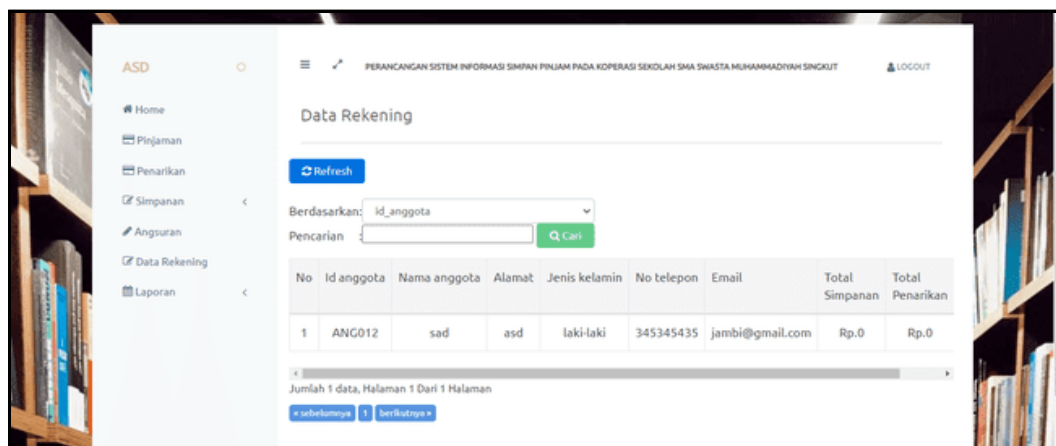 ASD
PERANCANGAN SISTEM INFORMASI SIMPAN PINJAM PADA KOPERASI SEKOLAH SMA SWASTA MUHAMMADIYAH SINGKUT
LOGOUT
Home
Pinjaman
Penarikan
Simpanan
Angsuran
Data Rekening
Laporan
Data Rekening
Refresh
Berdasarkan: id_anggota
Pencarian : Cari
No Id anggota Nama anggota Alamat Jenis kelamin No telepon Email Total Simpanan Total Penarikan
1 ANG012 sad asd laki-laki 345345435 jambi@gmail.com Rp.0 Rp.0
Jumlah 1 data, Halaman 1 Dari 1 Halaman
« sebelumnya 1 berikutnya »